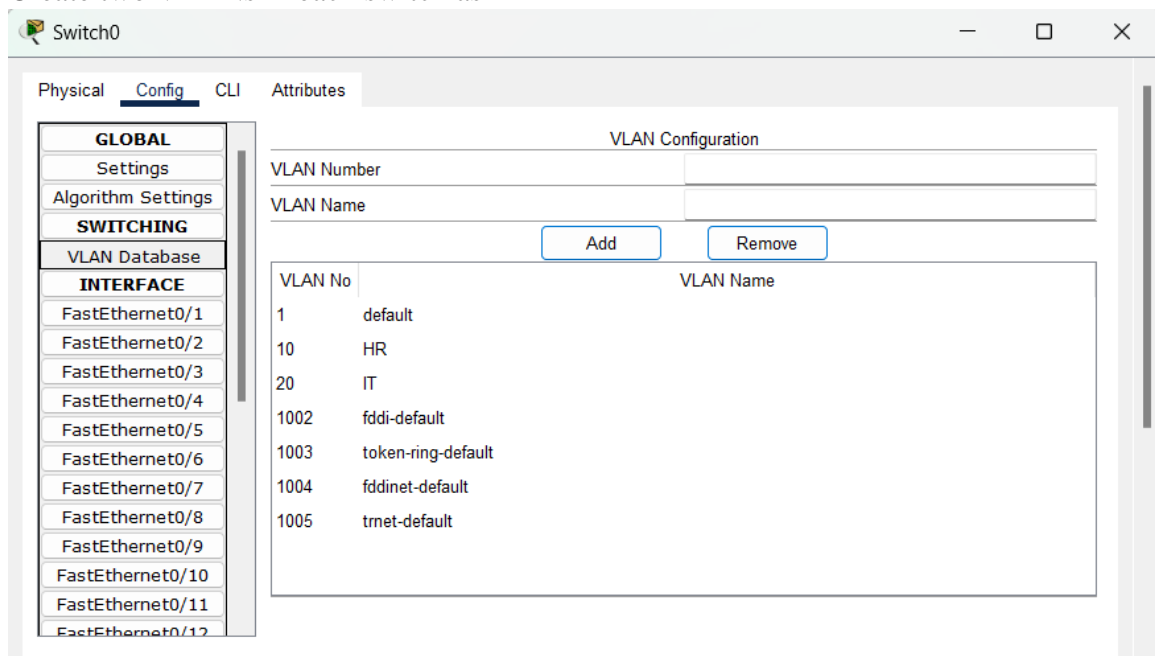 Switch0
Physical Config CLI Attributes
GLOBAL
Settings
Algorithm Settings
SWITCHING
VLAN Database
INTERFACE
FastEthernet0/1
FastEthernet0/2
FastEthernet0/3
FastEthernet0/4
FastEthernet0/5
FastEthernet0/6
FastEthernet0/7
FastEthernet0/8
FastEthernet0/9
FastEthernet0/10
FastEthernet0/11
FastEthernet0/12
VLAN Configuration
VLAN Number
VLAN Name
Add Remove
VLAN No VLAN Name
1 default
10 HR
20 IT
1002 fddi-default
1003 token-ring-default
1004 fddinet-default
1005 trnet-default